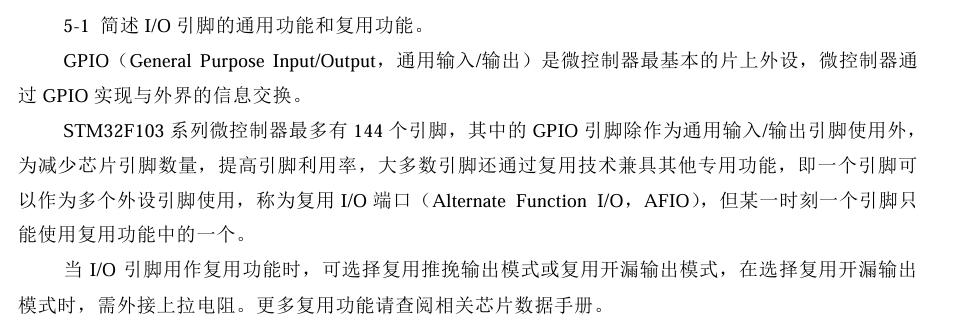 5-1 简述 I/O 引脚的通用功能和复用功能。
GPIO（General Purpose Input/Output，通用输入/输出）是微控制器最基本的片上外设，微控制器通
过 GPIO 实现与外界的信息交换。
STM32F103 系列微控制器最多有 144 个引脚，其中的 GPIO 引脚除作为通用输入/输出引脚使用外，
为减少芯片引脚数量，提高引脚利用率，大多数引脚还通过复用技术兼具其他专用功能，即一个引脚可
以作为多个外设引脚使用，称为复用 I/O 端口（Alternate Function I/O，AFIO），但某一时刻一个引脚只
能使用复用功能中的一个。
当 I/O 引脚用作复用功能时，可选择复用推挽输出模式或复用开漏输出模式，在选择复用开漏输出
模式时，需外接上拉电阻。更多复用功能请查阅相关芯片数据手册。